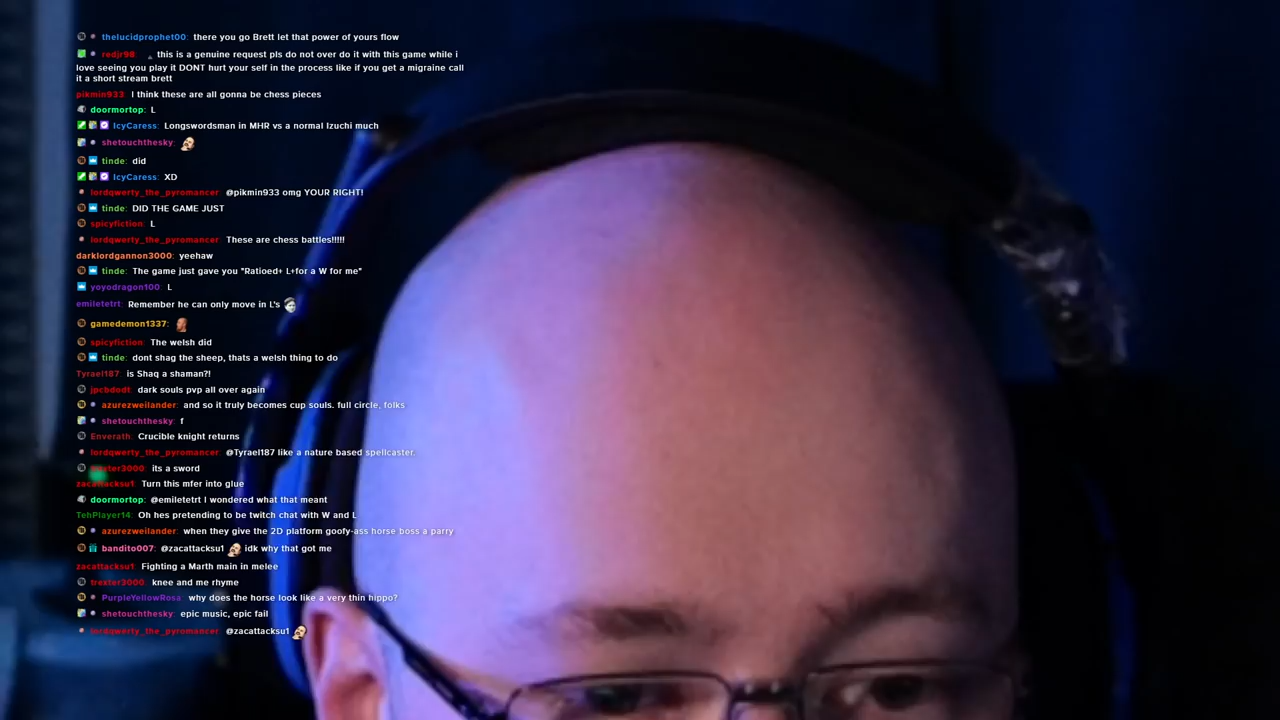 thelucidprophet00: there you go Brett let that power of yours flow
redjr98: this is a genuine request pls do not over do it with this game while i
love seeing you play it DONT hurt your self in the process like if you get a migraine call
it a short stream brett
pikmin933: I think these are all gonna be chess pieces
doormortop: L
IcyCaress: Longswordsman in MHR vs a normal Izuchi much
shetouchthesky:
tinde: did
IcyCaress: XD
lordqwerty_the_pyromancer: @pikmin933 omg YOUR RIGHT!
tinde: DID THE GAME JUST
spicyfiction: L
lordqwerty_the_pyromancer: These are chess battles!!!!!
darklordgannon3000: yeehaw
tinde: The game just gave you "Ratioed+ L+for a W for me"
yoyodragon100: L
emiletetrt: Remember he can only move in L's
gamedemon1337:
spicyfiction: The welsh did
tinde: dont shag the sheep, thats a welsh thing to do
Tyrael187: is Shaq a shaman?!
jpcbdodt: dark souls pvp all over again
azurezweilander: and so it truly becomes cup souls. full circle, folks
shetouchthesky: f
Enverath: Crucible knight returns
lordqwerty_the_pyromancer: @Tyrael187 like a nature based spellcaster.
trexter3000: its a sword
zacattacksu1: Turn this mfer into glue
doormortop: @emiletetrt I wondered what that meant
TehPlayer14: Oh hes pretending to be twitch chat with W and L
azurezweilander: when they give the 2D platform goofy-ass horse boss a parry
bandito007: @zacattacksu1 idk why that got me
zacattacksu1: Fighting a Marth main in melee
trexter3000: knee and me rhyme
PurpleYellowRosa: why does the horse look like a very thin hippo?
shetouchthesky: epic music, epic fail
lordqwerty_the_pyromancer: @zacattacksu1